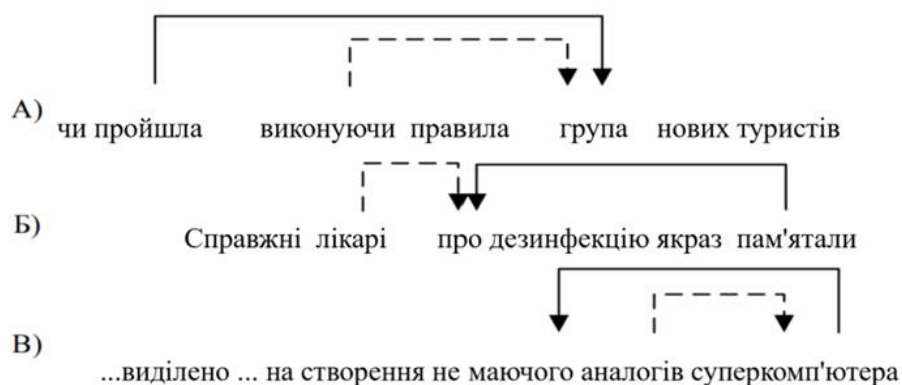 А) чи пройшла виконуючи правила група нових туристів
Б) Справжні лікарі про дезинфекцію якраз пам'ятали
В) ...виділено ... на створення не маючого аналогів суперкомп'ютера